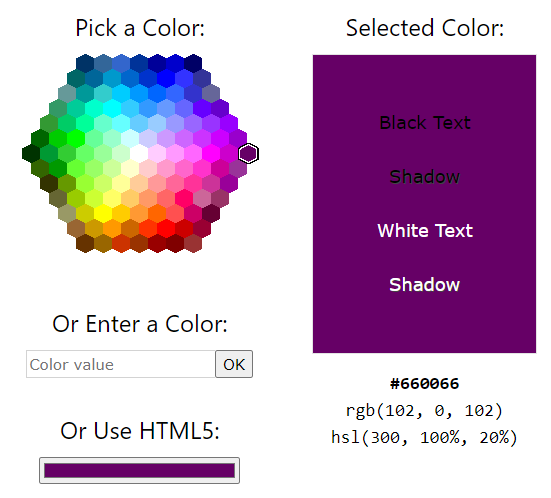 Pick a Color:
Or Enter a Color:
Color value
OK
Or Use HTML5:
Selected Color:
Black Text
Shadow
White Text
Shadow
#660066
rgb(102, 0, 102)
hsl(300, 100%, 20%)